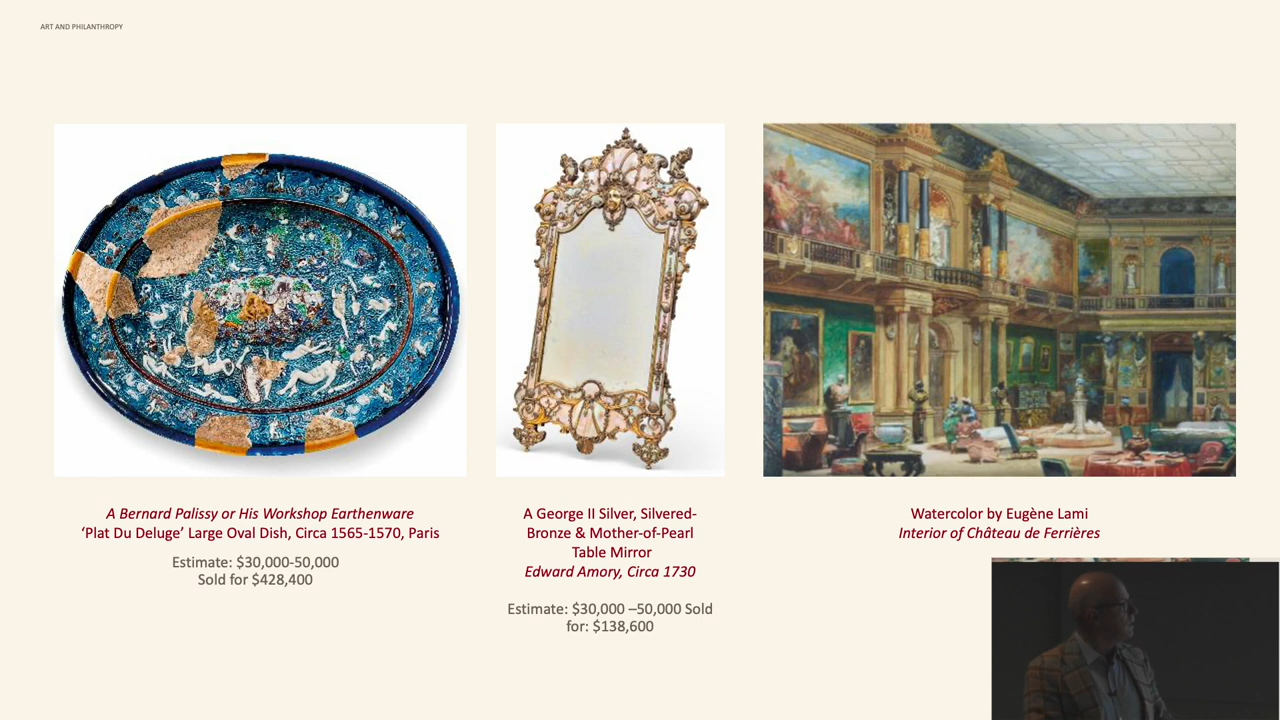 ART AND PHILANTHROPY
A Bernard Palissy or His Workshop Earthenware
‘Plat Du Deluge’ Large Oval Dish, Circa 1565-1570, Paris
Estimate: $30,000-50,000
Sold for $428,400
A George II Silver, Silvered-
Bronze & Mother-of-Pearl
Table Mirror
Edward Amory, Circa 1730
Estimate: $30,000 –50,000 Sold
for: $138,600
Watercolor by Eugène Lami
Interior of Château de Ferrières